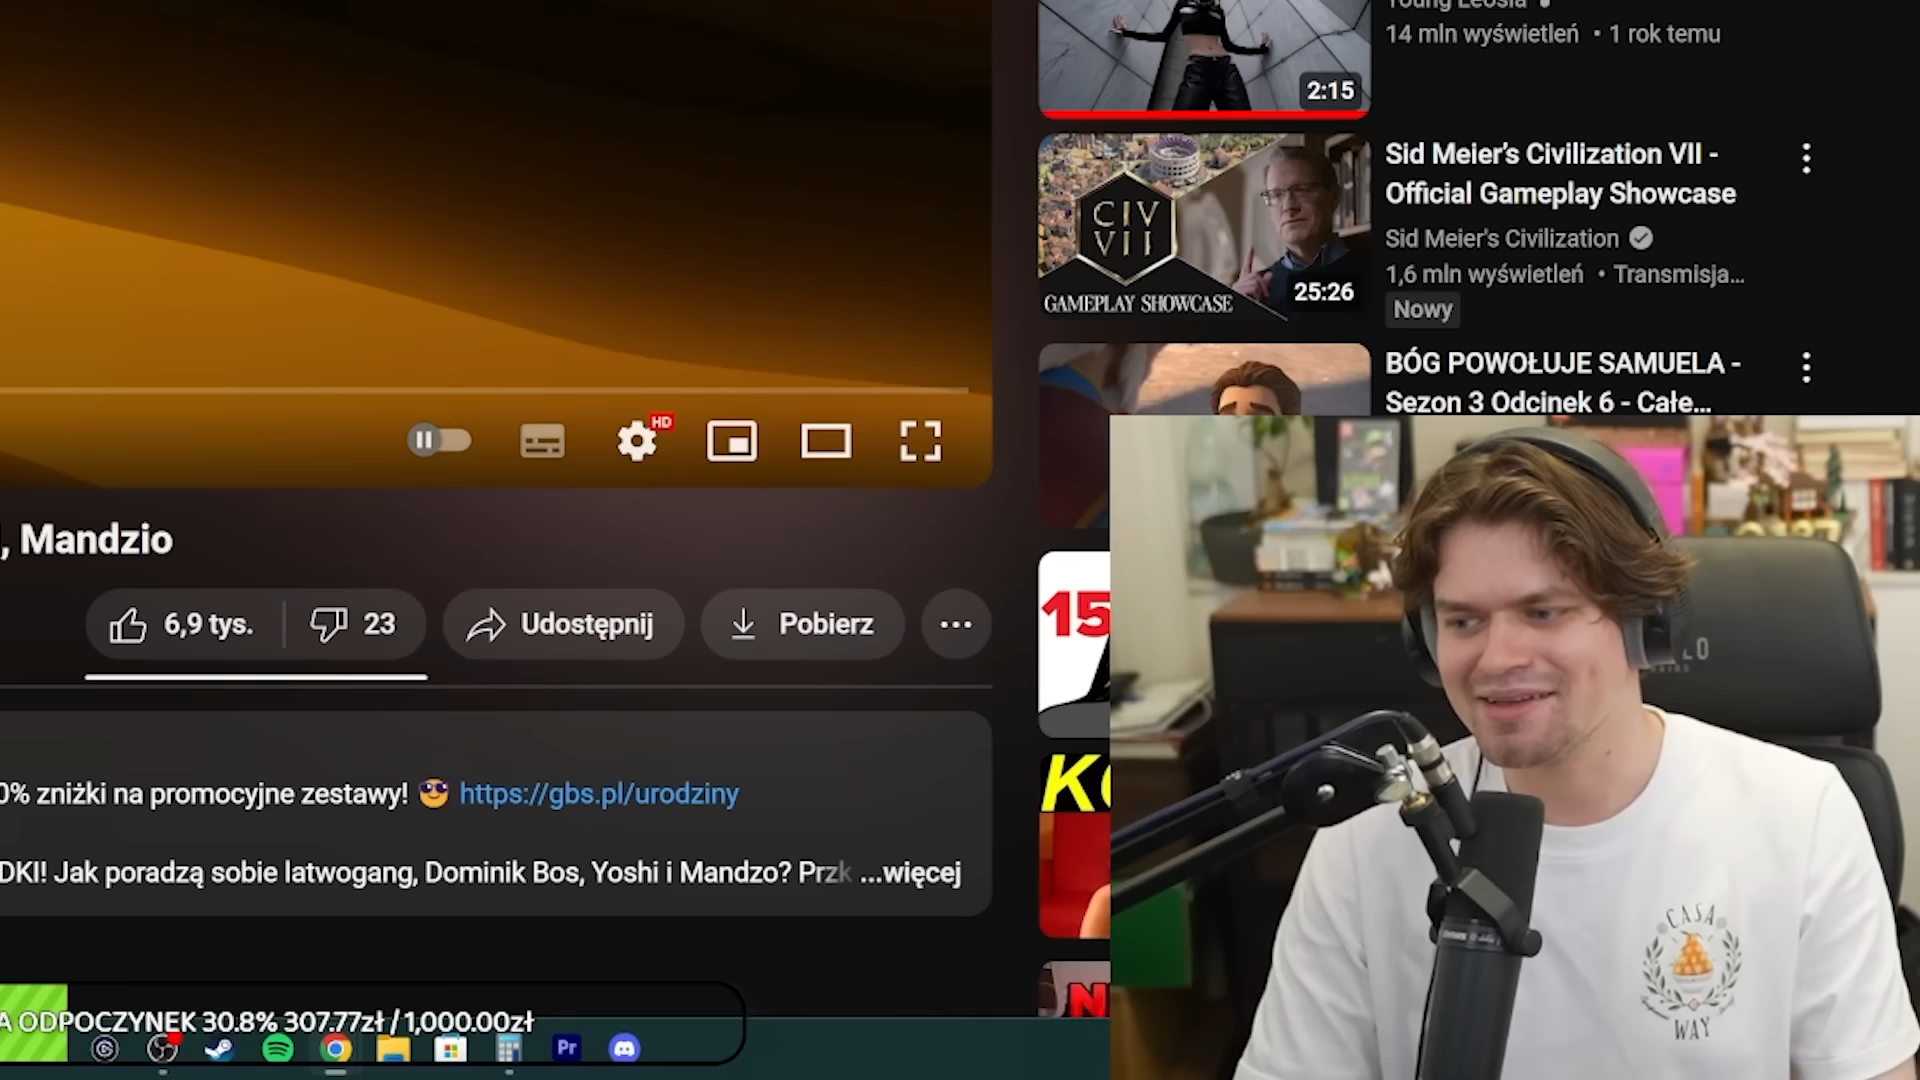 14 mln wyświetleń • 1 rok temu
2:15
Sid Meier's Civilization VII -
Official Gameplay Showcase
Sid Meier's Civilization
1,6 mln wyświetleń • Transmisja...
Nowy
CIV
VII
GAMEPLAY SHOWCASE
25:26
BÓG POWOŁUJE SAMUELA -
Sezon 3 Odcinek 6 - Całe...
HD
, Mandzio
6,9 tys.
23
Udostępnij
Pobierz
15
0% zniżki na promocyjne zestawy! 😎 https://gbs.pl/urodziny
DKI! Jak poradzą sobie latwogang, Dominik Bos, Yoshi i Mandzo? Przk ...więcej
N
A ODPOCZYNEK 30.8% 307.77zł / 1,000.00zł
Pr
CASA
WAY